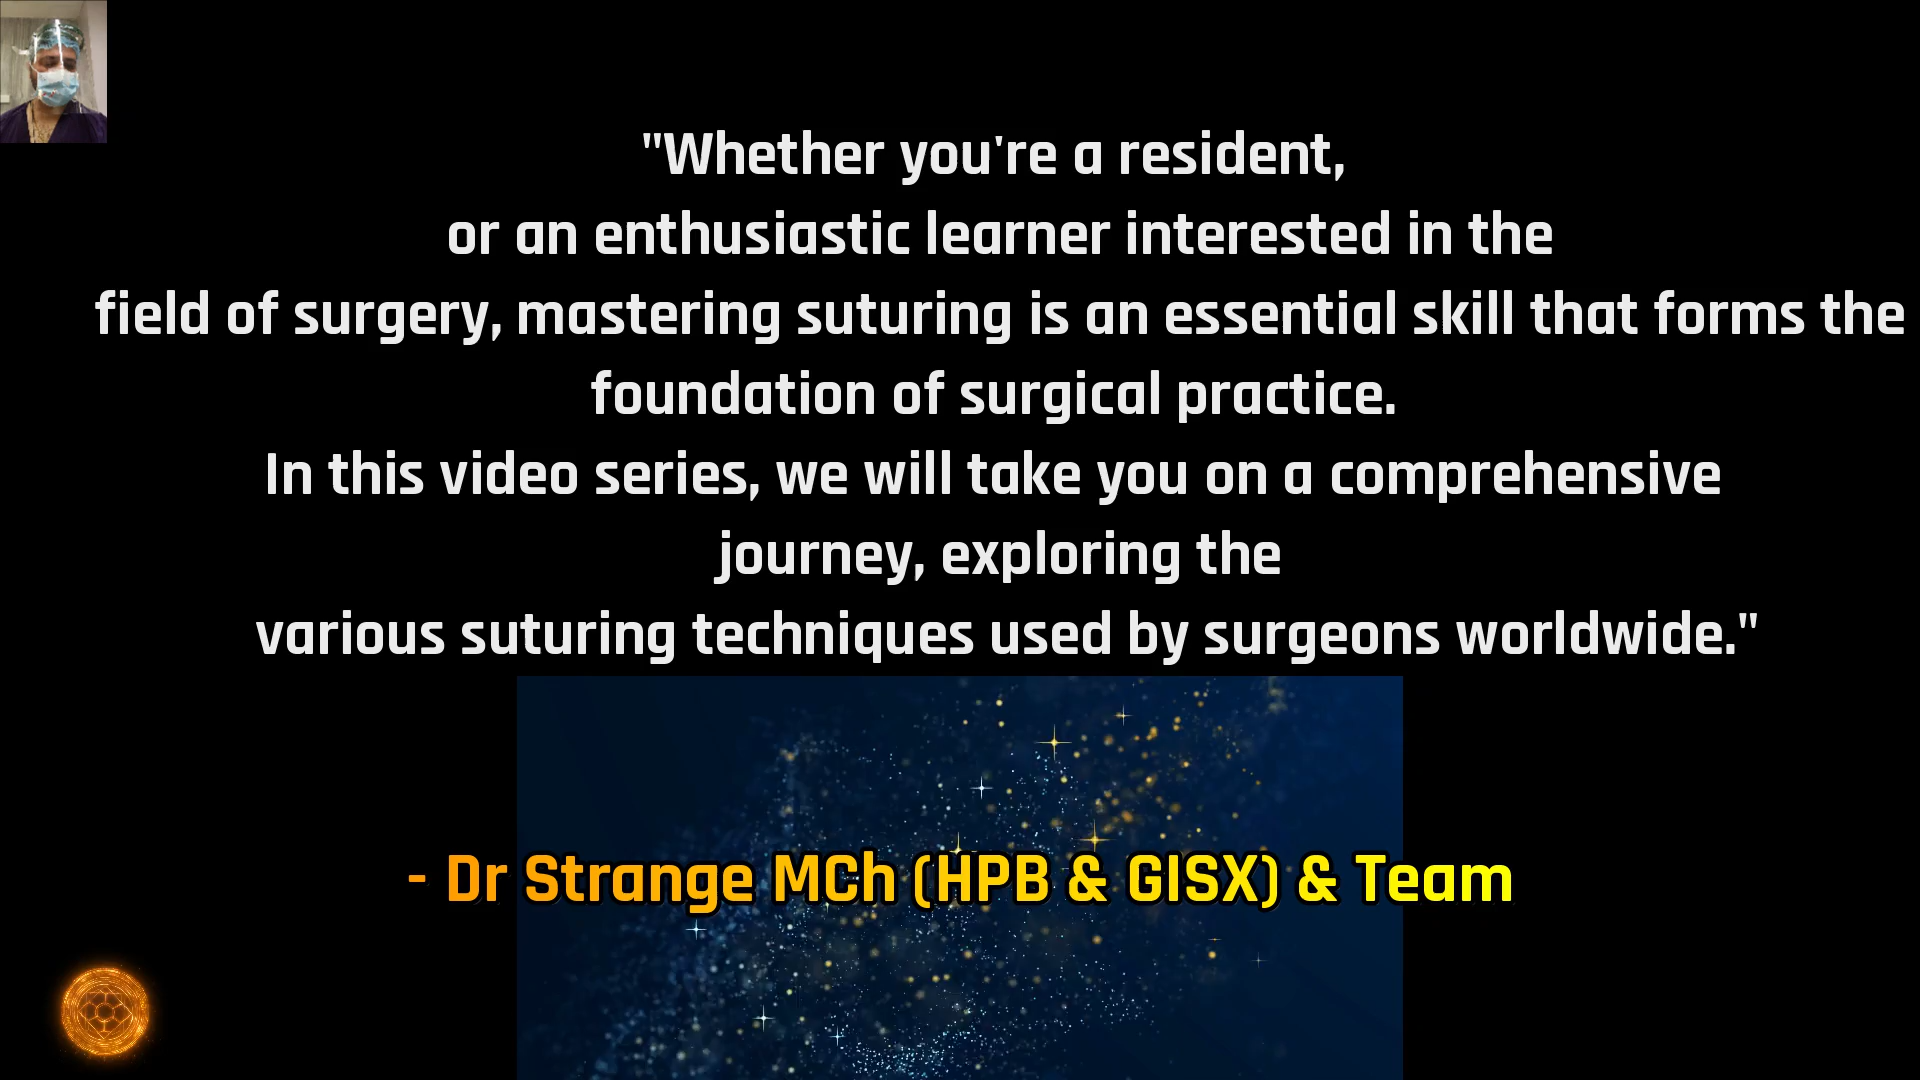 "Whether you're a resident,
or an enthusiastic learner interested in the
field of surgery, mastering suturing is an essential skill that forms the
foundation of surgical practice.
In this video series, we will take you on a comprehensive
journey, exploring the
various suturing techniques used by surgeons worldwide."
- Dr Strange MCh (HPB & GISX) & Team